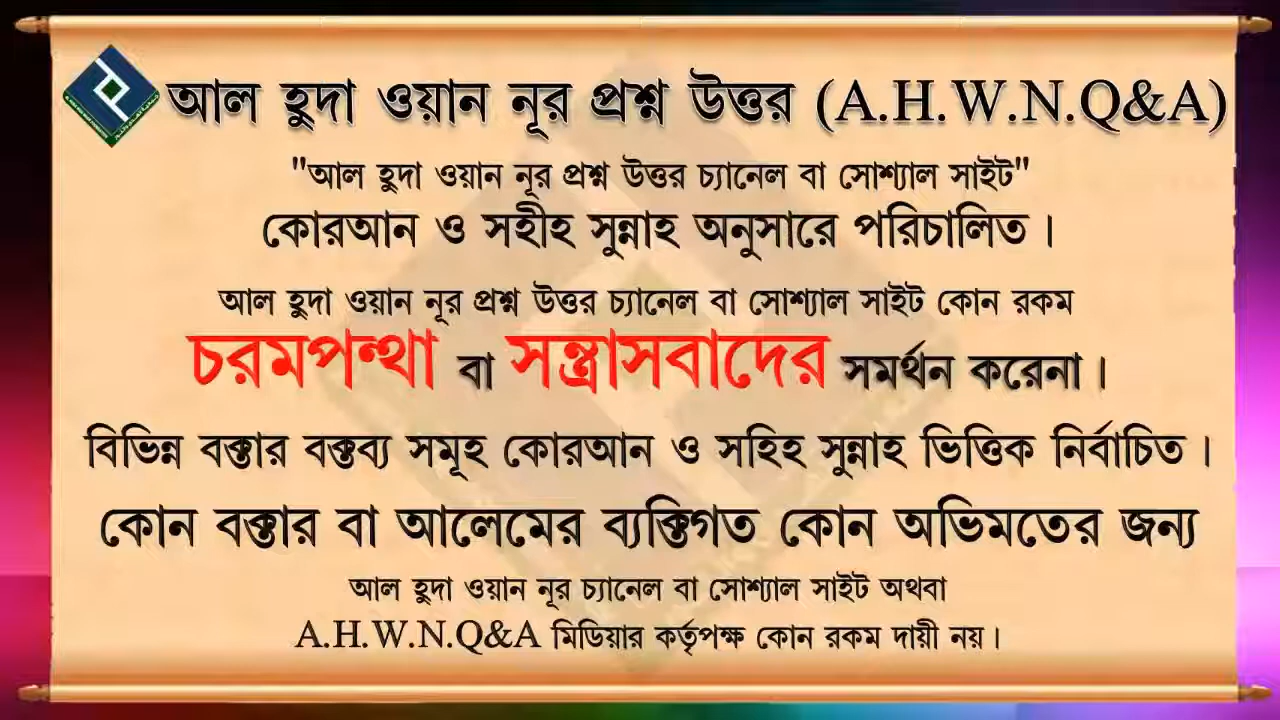 আল হুদা ওয়ান নূর প্রশ্ন উত্তর (A.H.W.N.Q&A)
"আল হুদা ওয়ান নূর প্রশ্ন উত্তর চ্যানেল বা সোশ্যাল সাইট"
কোরআন ও সহীহ সুন্নাহ অনুসারে পরিচালিত।
আল হুদা ওয়ান নূর প্রশ্ন উত্তর চ্যানেল বা সোশ্যাল সাইট কোন রকম
চরমপন্থা বা সন্ত্রাসবাদের সমর্থন করেনা।
বিভিন্ন বক্তার বক্তব্য সমূহ কোরআন ও সহিহ সুন্নাহ ভিত্তিক নির্বাচিত।
কোন বক্তার বা আলেমের ব্যক্তিগত কোন অভিমতের জন্য
আল হুদা ওয়ান নূর চ্যানেল বা সোশ্যাল সাইট অথবা
A.H.W.N.Q&A মিডিয়ার কর্তৃপক্ষ কোন রকম দায়ী নয়।